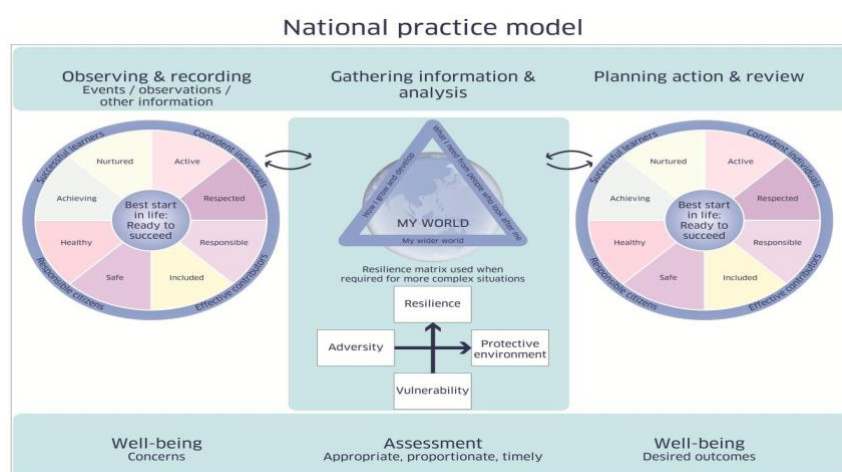 National practice model
Observing & recording
Events / observations /
other information
Gathering information &
analysis
Planning action & review
Successful learners
Confident individuals
Nurtured
Active
Achieving
Respected
Best start
in life:
Ready to
succeed
Healthy
Responsible
Safe
Included
Responsible citizens
Effective contributors
How I grow and develop
What I need from people who look after me
MY WORLD
My wider world
Resilience matrix used when
required for more complex situations
Resilience
Adversity
Protective
environment
Vulnerability
Successful learners
Confident individuals
Nurtured
Active
Achieving
Respected
Best start
in life:
Ready to
succeed
Healthy
Responsible
Safe
Included
Responsible citizens
Effective contributors
Well-being
Concerns
Assessment
Appropriate, proportionate, timely
Well-being
Desired outcomes